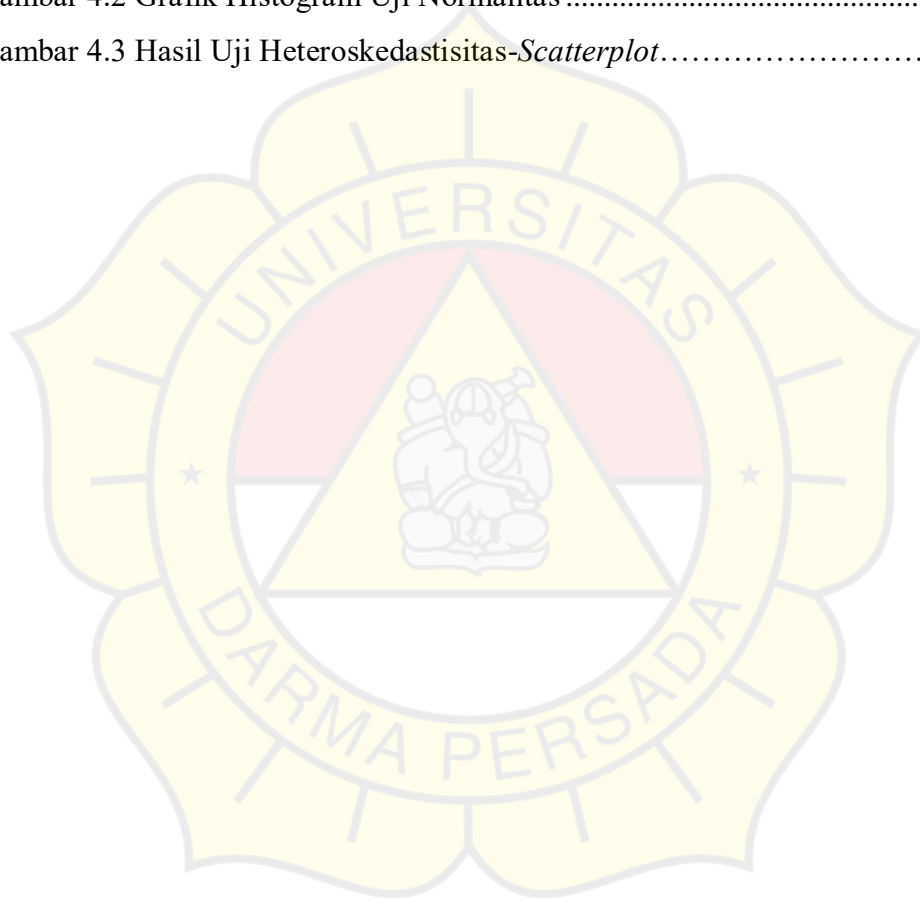 ambar 4.2 Grafik Histogram Uji Normalitas ........................................
ambar 4.3 Hasil Uji Heteroskedastisitas-Scatterplot…………………………
UNIVERSITAS
DARMA PERSADA